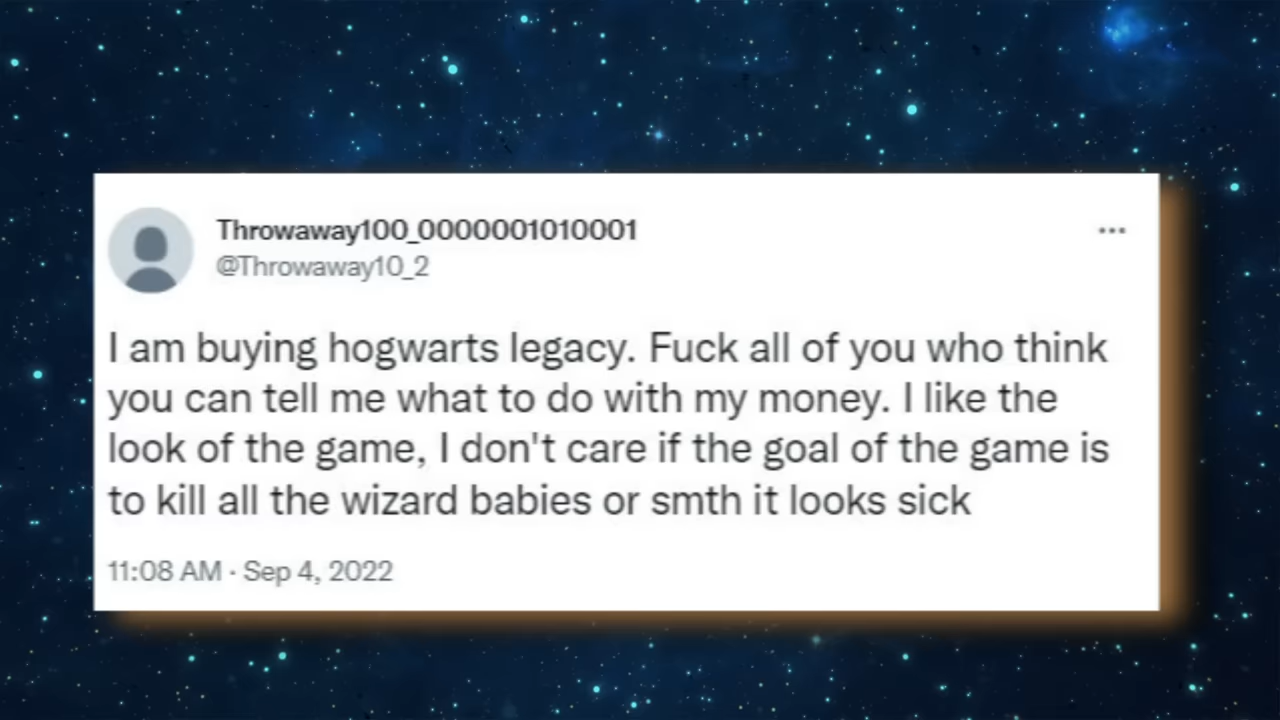 Throwaway100_0000001010001
@Throwaway10_2
I am buying hogwarts legacy. Fuck all of you who think
you can tell me what to do with my money. I like the
look of the game, I don't care if the goal of the game is
to kill all the wizard babies or smth it looks sick
11:08 AM · Sep 4, 2022